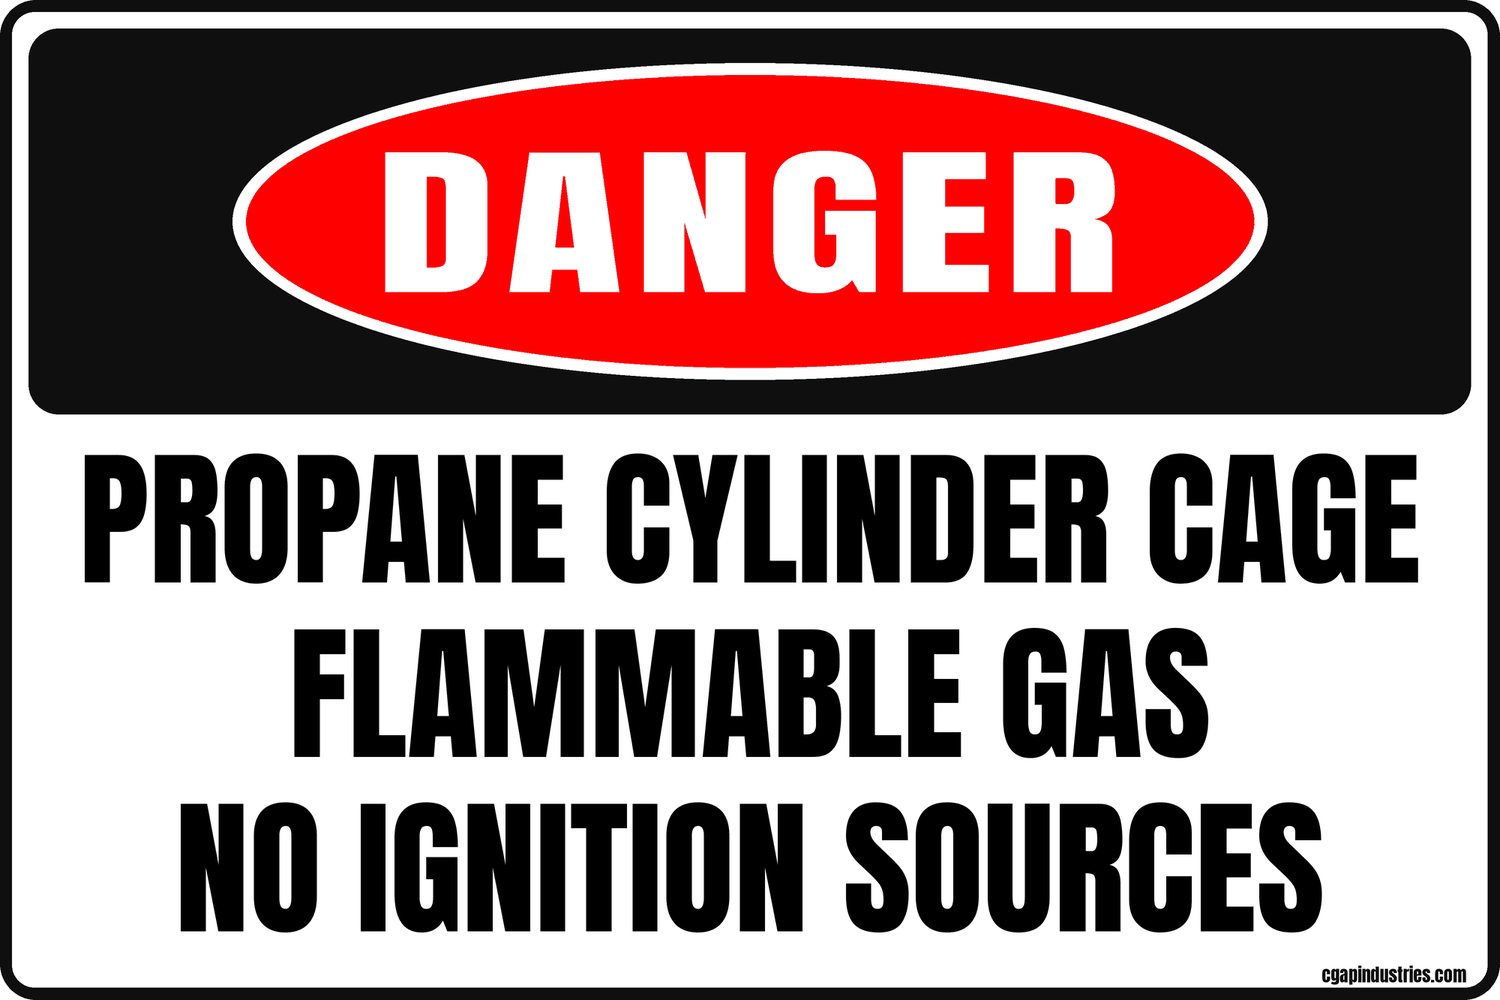 DANGER
PROPANE CYLINDER CAGE
FLAMMABLE GAS
NO IGNITION SOURCES
cgapindustries.com